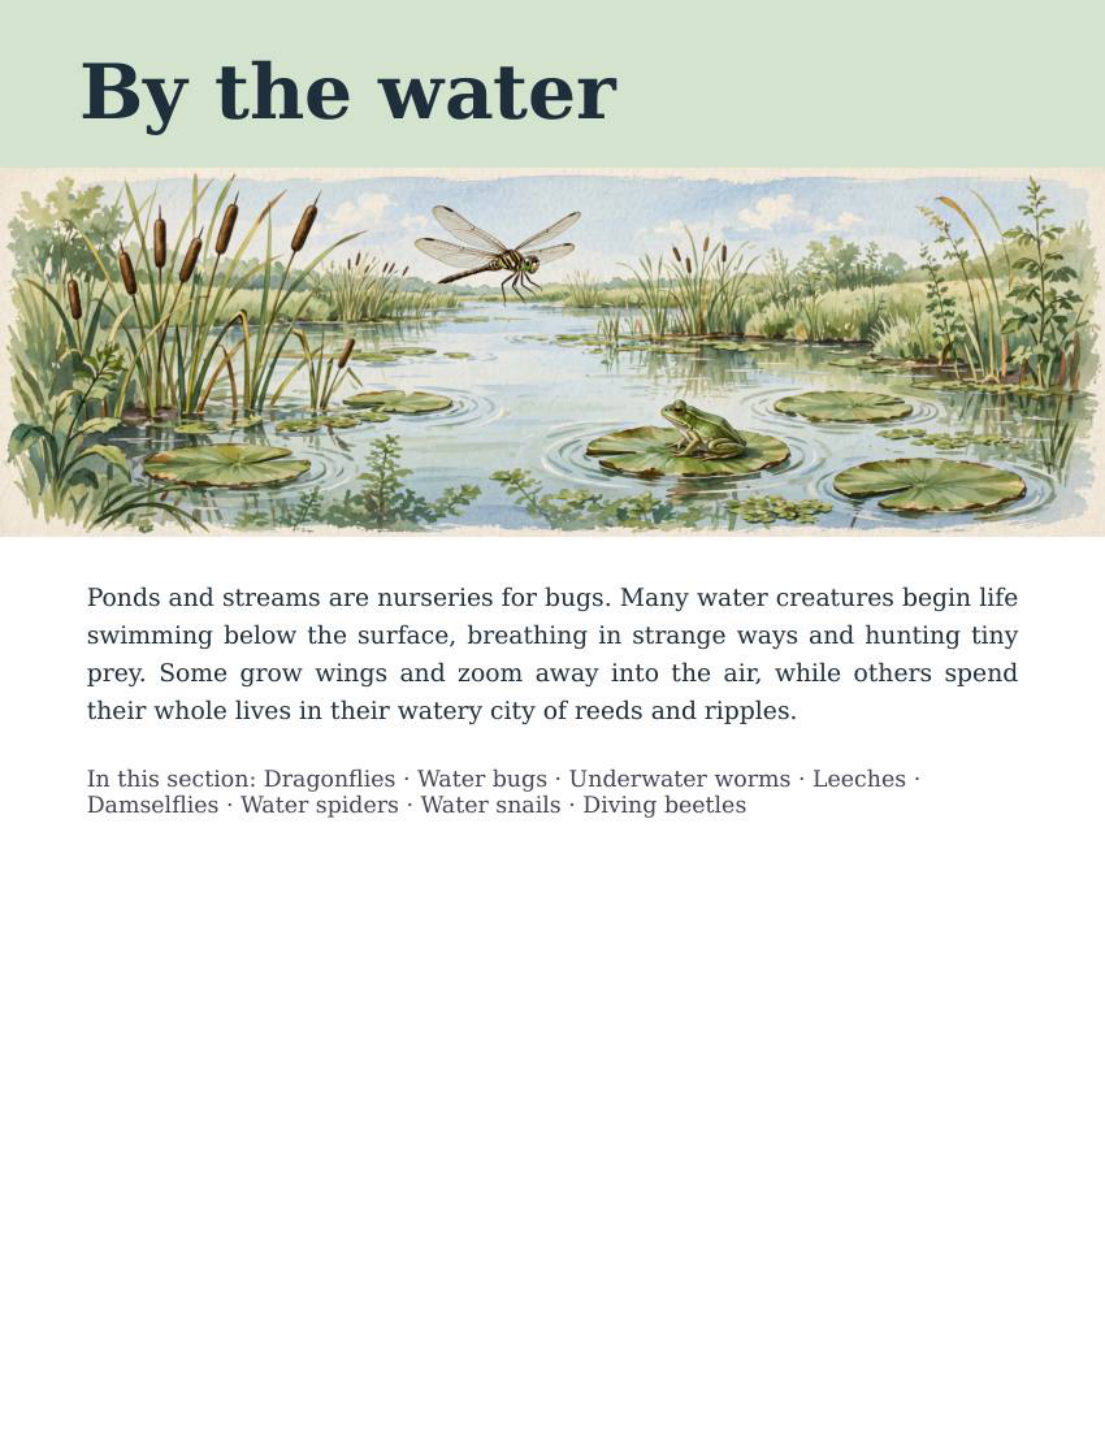 By the water
Ponds and streams are nurseries for bugs. Many water creatures begin life
swimming below the surface, breathing in strange ways and hunting tiny
prey. Some grow wings and zoom away into the air, while others spend
their whole lives in their watery city of reeds and ripples.
In this section: Dragonflies · Water bugs · Underwater worms · Leeches ·
Damselflies · Water spiders · Water snails · Diving beetles